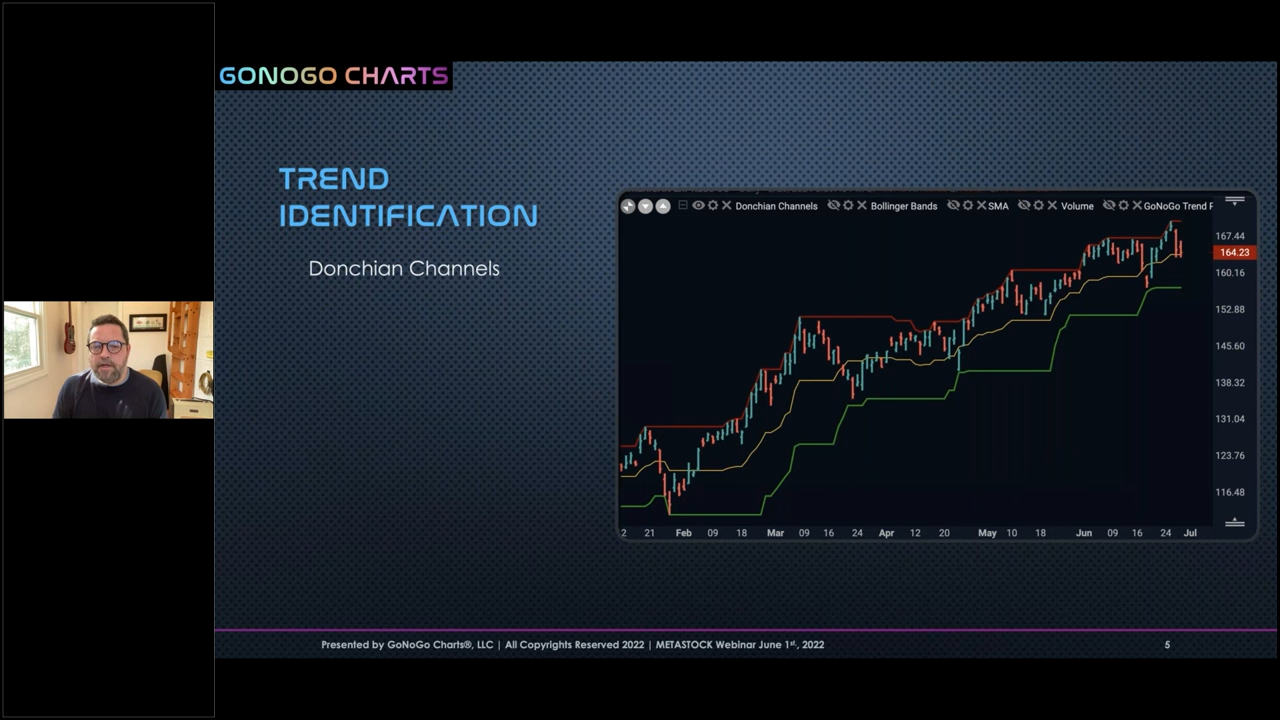 GONOGO CHARTS
TREND
IDENTIFICATION
Donchian Channels
Donchian Channels Bollinger Bands SMA Volume GoNoGo Trend F
167.44
164.23
160.16
152.88
145.60
138.32
131.04
123.76
116.48
2 21 Feb 09 18 Mar 09 16 24 Apr 12 20 May 10 18 Jun 09 16 24 Jul
Presented by GoNoGo Charts®, LLC | All Copyrights Reserved 2022 | METASTOCK Webinar June 1st, 2022 5